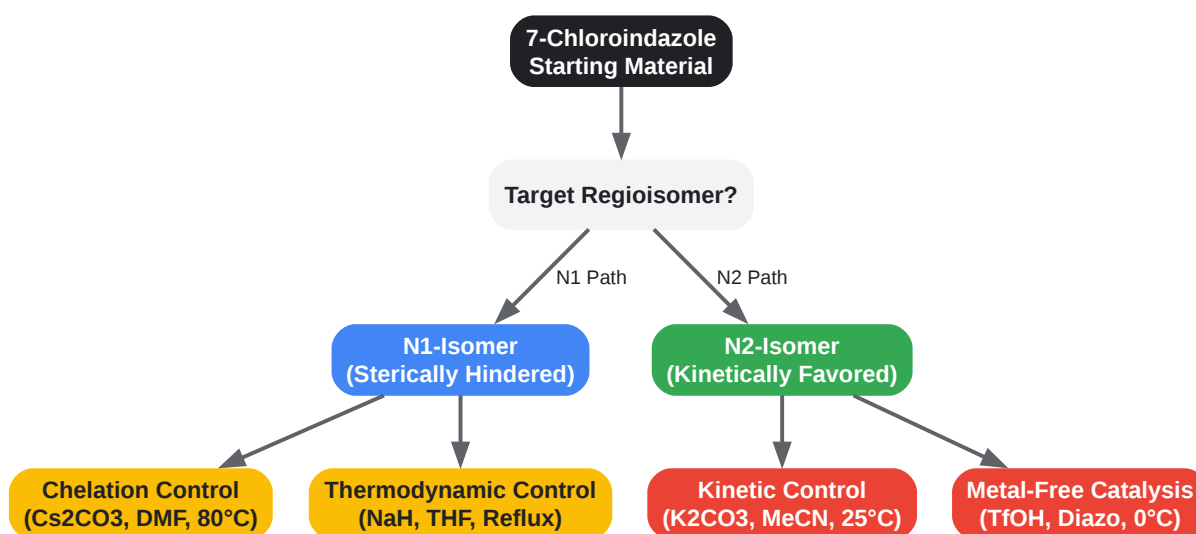 7-Chloroindazole
Starting Material
Target Regioisomer?
N1 Path
N2 Path
N1-Isomer
(Sterically Hindered)
N2-Isomer
(Kinetically Favored)
Chelation Control
(Cs2CO3, DMF, 80°C)
Thermodynamic Control
(NaH, THF, Reflux)
Kinetic Control
(K2CO3, MeCN, 25°C)
Metal-Free Catalysis
(TfOH, Diazo, 0°C)